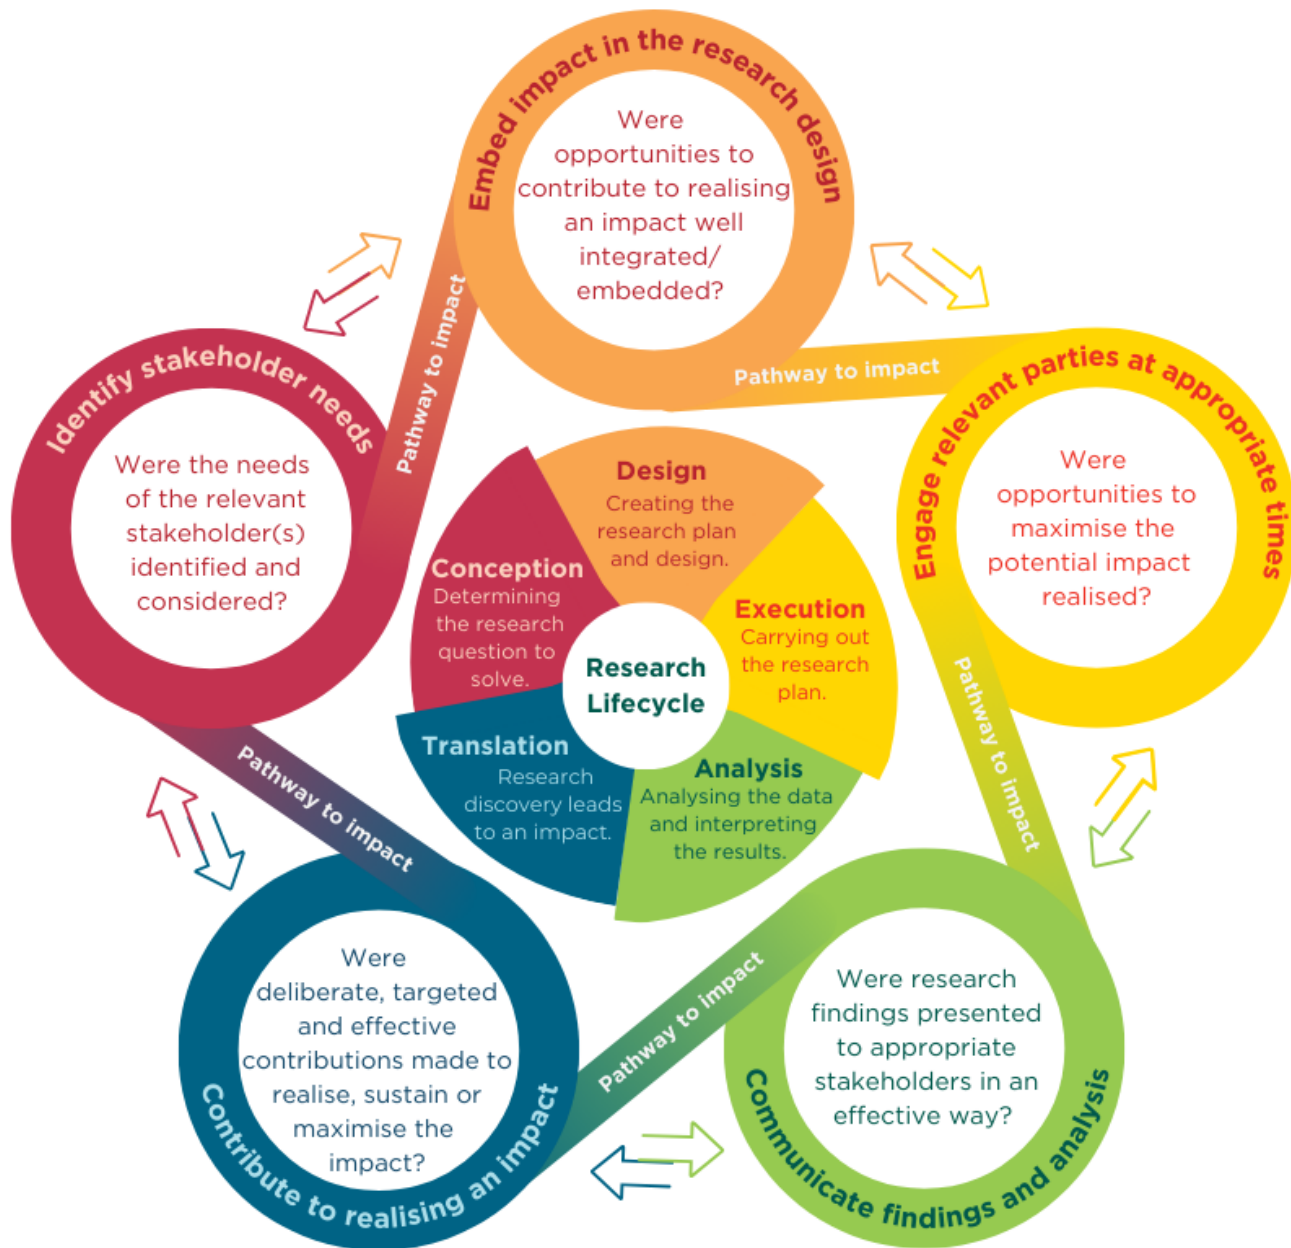 Embed impact in the research design
Were
opportunities to
contribute to realising
an impact well
integrated/
embedded?
Pathway to impact
Engage relevant parties at appropriate times
Were
opportunities to
maximise the
potential impact
realised?
Pathway to impact
Communicate findings and analysis
Were research
findings presented
to appropriate
stakeholders in an
effective way?
Pathway to impact
Contribute to realising an impact
Were
deliberate, targeted
and effective
contributions made to
realise, sustain or
maximise the
impact?
Pathway to impact
Identify stakeholder needs
Were the needs
of the relevant
stakeholder(s)
identified and
considered?
Pathway to impact
Research
Lifecycle
Design
Creating the
research plan
and design.
Execution
Carrying out
the research
plan.
Analysis
Analysing the data
and interpreting
the results.
Translation
Research
discovery leads
to an impact.
Conception
Determining
the research
question to
solve.